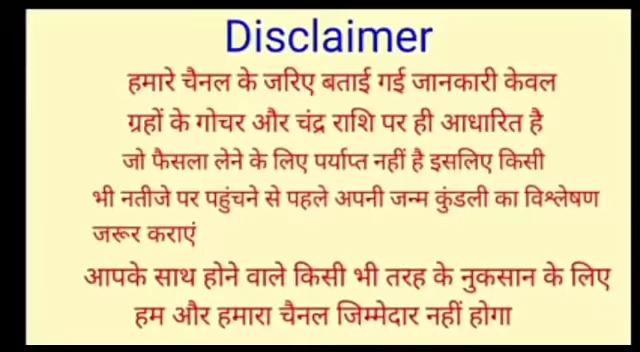 Disclaimer
हमारे चैनल के जरिए बताई गई जानकारी केवल
ग्रहों के गोचर और चंद्र राशि पर ही आधारित है
जो फैसला लेने के लिए पर्याप्त नहीं है इसलिए किसी
भी नतीजे पर पहुंचने से पहले अपनी जन्म कुंडली का विश्लेषण
जरूर कराएं
आपके साथ होने वाले किसी भी तरह के नुकसान के लिए
हम और हमारा चैनल जिम्मेदार नहीं होगा